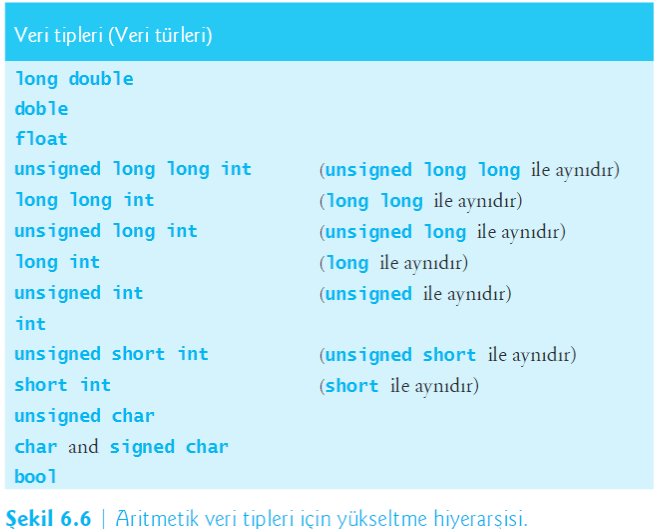 Veri tipleri (Veri türleri)
long double
doble
float
unsigned long long int (unsigned long long ile aynıdır)
long long int (long long ile aynıdır)
unsigned long int (unsigned long ile aynıdır)
long int (long ile aynıdır)
unsigned int (unsigned ile aynıdır)
int
unsigned short int (unsigned short ile aynıdır)
short int (short ile aynıdır)
unsigned char
char and signed char
bool
Şekil 6.6 | Aritmetik veri tipleri için yükseltme hiyerarşisi.